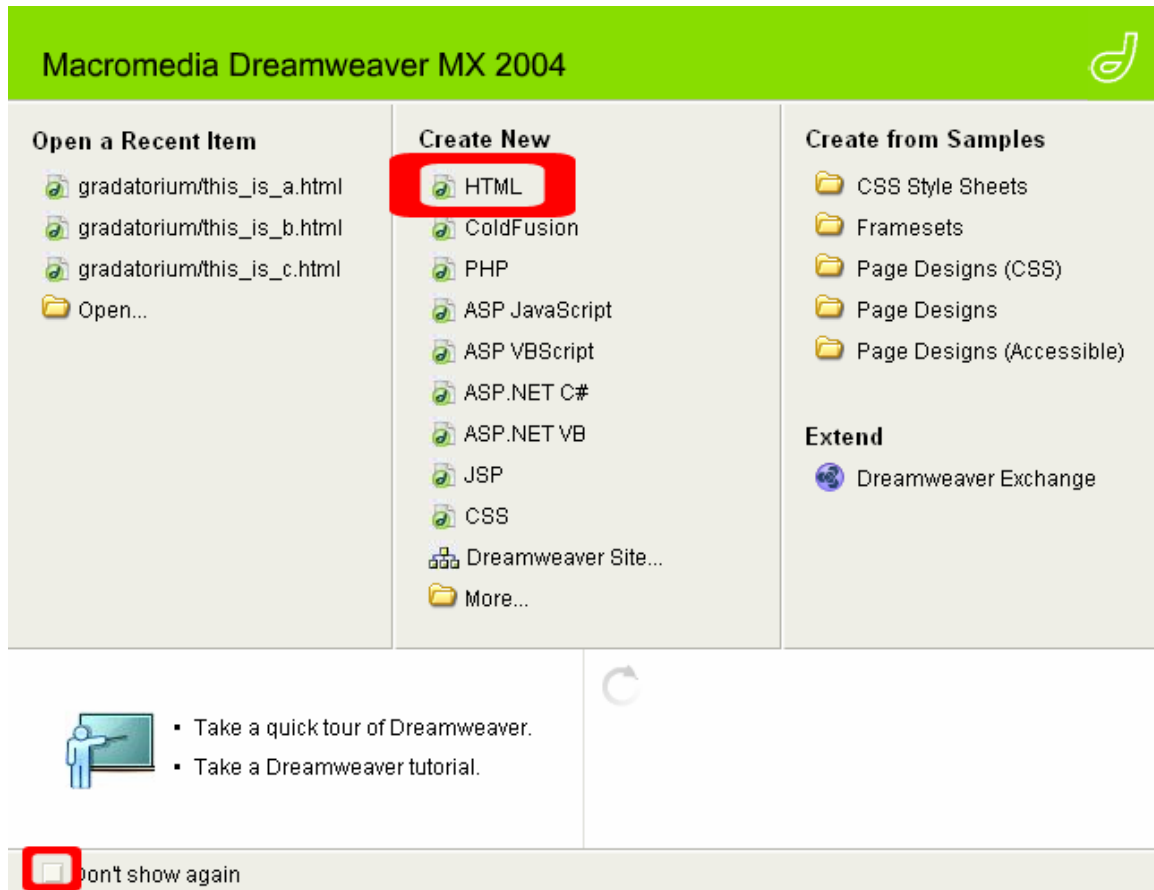 Macromedia Dreamweaver MX 2004
Open a Recent Item
gradatorium/this_is_a.html
gradatorium/this_is_b.html
gradatorium/this_is_c.html
Open...
Create New
HTML
ColdFusion
PHP
ASP JavaScript
ASP VBScript
ASP.NET C#
ASP.NET VB
JSP
CSS
Dreamweaver Site...
More...
Create from Samples
CSS Style Sheets
Framesets
Page Designs (CSS)
Page Designs
Page Designs (Accessible)
Extend
Dreamweaver Exchange
▪ Take a quick tour of Dreamweaver.
▪ Take a Dreamweaver tutorial.
Don't show again